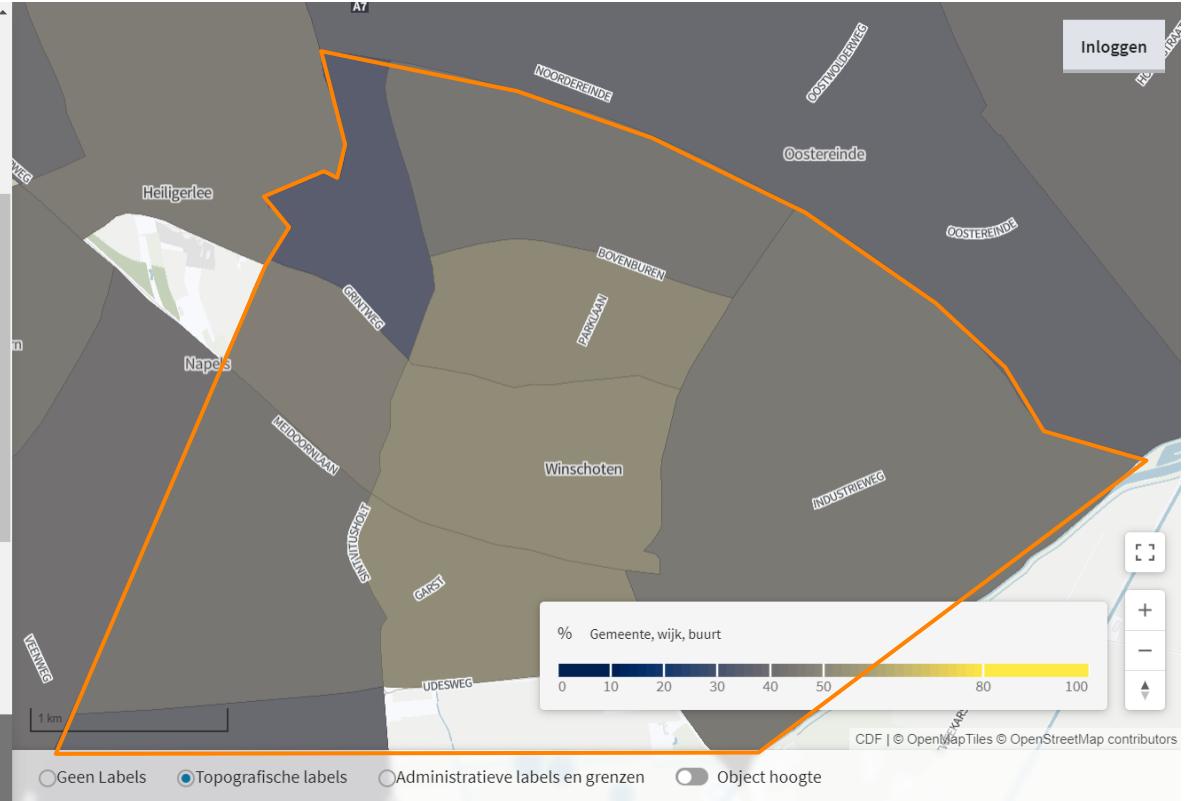 A7
Inloggen
NOORDEREINDE
OOSTWOLDERWEG
Oostereinde
WEG
Heiligerlee
OOSTEREINDE
BOVENBUREN
GRINTWEG
PARKLAAN
Napels
MEIDOORNLAAN
Winschoten
INDUSTRIEWEG
SINT VITUSHOLT
GARST
VEENWEG
UDESWEG
% Gemeente, wijk, buurt
0 10 20 30 40 50 80 100
1 km
CDF | © OpenMapTiles © OpenStreetMap contributors
Geen Labels Topografische labels Administratieve labels en grenzen Object hoogte